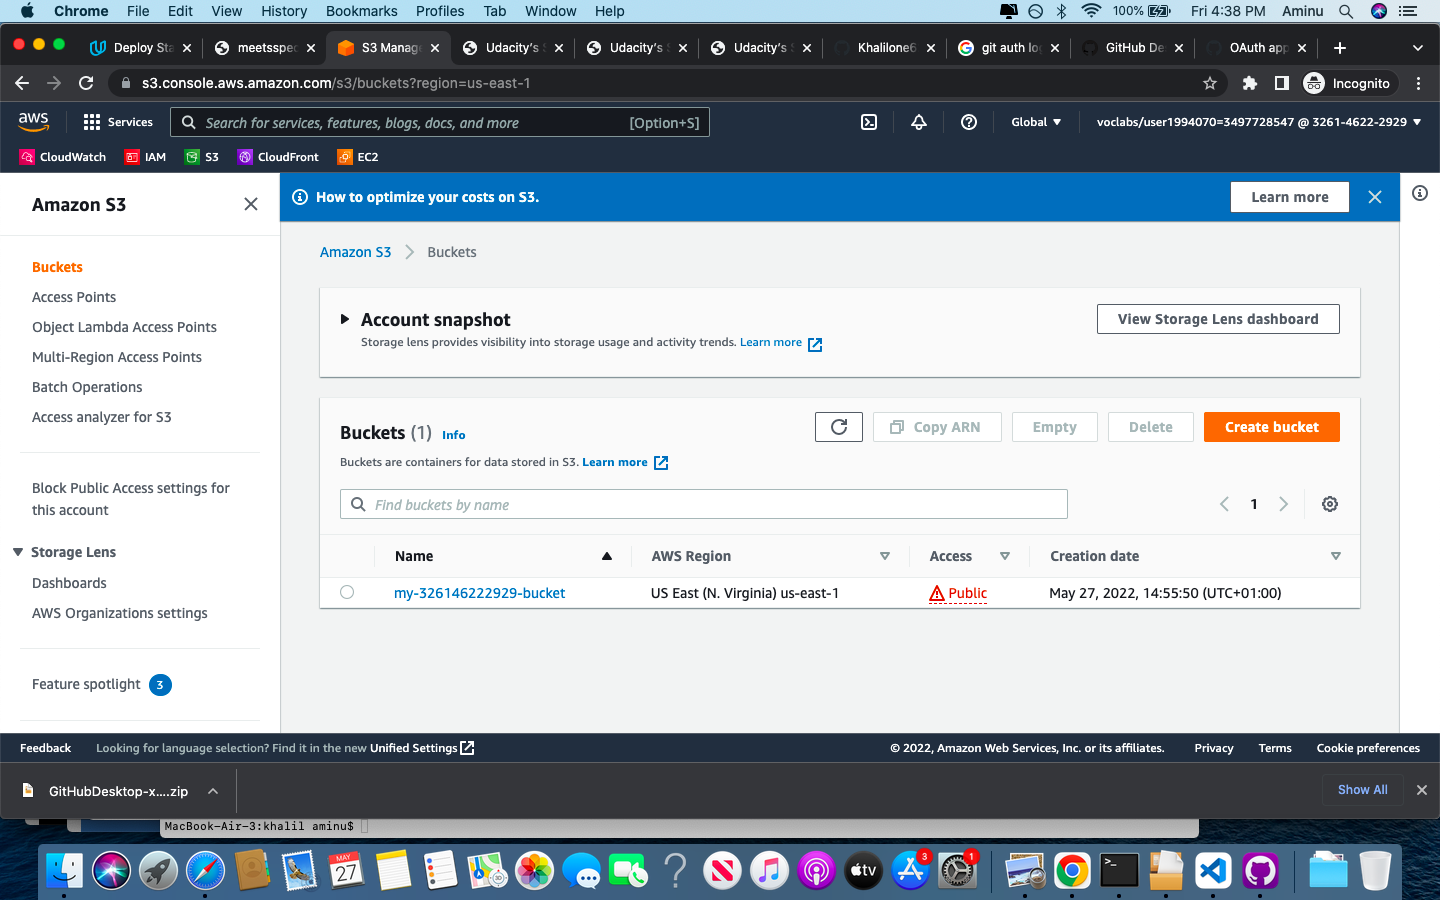 Chrome File Edit View History Bookmarks Profiles Tab Window Help 100% Fri 4:38 PM Aminu
Deploy Sta meetsspec S3 Manage Udacity's S Udacity's S Udacity's S Khalilone6 git auth log GitHub De OAuth app
s3.console.aws.amazon.com/s3/buckets?region=us-east-1 Incognito
aws Services Search for services, features, blogs, docs, and more [Option+S] Global voclabs/user1994070=3497728547 @ 3261-4622-2929
CloudWatch IAM S3 CloudFront EC2
Amazon S3
How to optimize your costs on S3. Learn more
Buckets
Access Points
Object Lambda Access Points
Multi-Region Access Points
Batch Operations
Access analyzer for S3
Block Public Access settings for
this account
Storage Lens
Dashboards
AWS Organizations settings
Feature spotlight 3
Amazon S3 Buckets
Account snapshot View Storage Lens dashboard
Storage lens provides visibility into storage usage and activity trends. Learn more
Buckets (1) Info Copy ARN Empty Delete Create bucket
Buckets are containers for data stored in S3. Learn more
Find buckets by name 1
Name AWS Region Access Creation date
my-326146222929-bucket US East (N. Virginia) us-east-1 Public May 27, 2022, 14:55:50 (UTC+01:00)
Feedback Looking for language selection? Find it in the new Unified Settings © 2022, Amazon Web Services, Inc. or its affiliates. Privacy Terms Cookie preferences
GitHubDesktop-x....zip Show All
MacBook-Air-3:khalil aminu$
MAY
27
tv
3
1